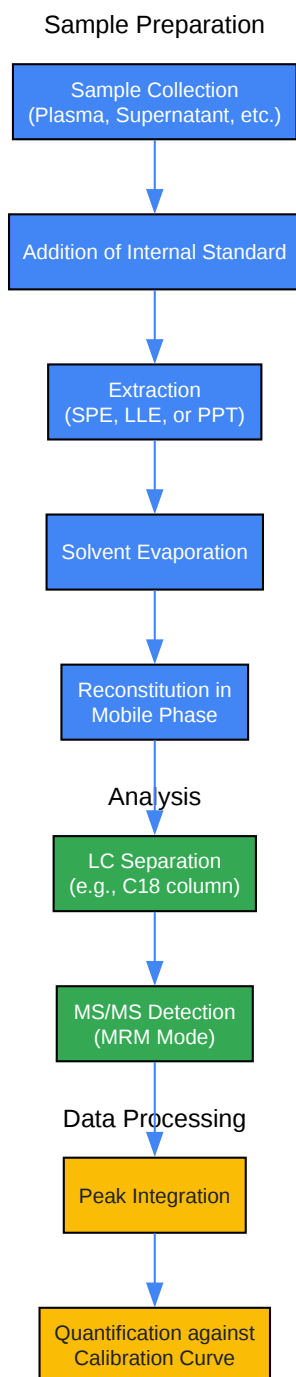 Sample Preparation
Sample Collection
(Plasma, Supernatant, etc.)
Addition of Internal Standard
Extraction
(SPE, LLE, or PPT)
Solvent Evaporation
Reconstitution in
Mobile Phase
Analysis
LC Separation
(e.g., C18 column)
MS/MS Detection
(MRM Mode)
Data Processing
Peak Integration
Quantification against
Calibration Curve